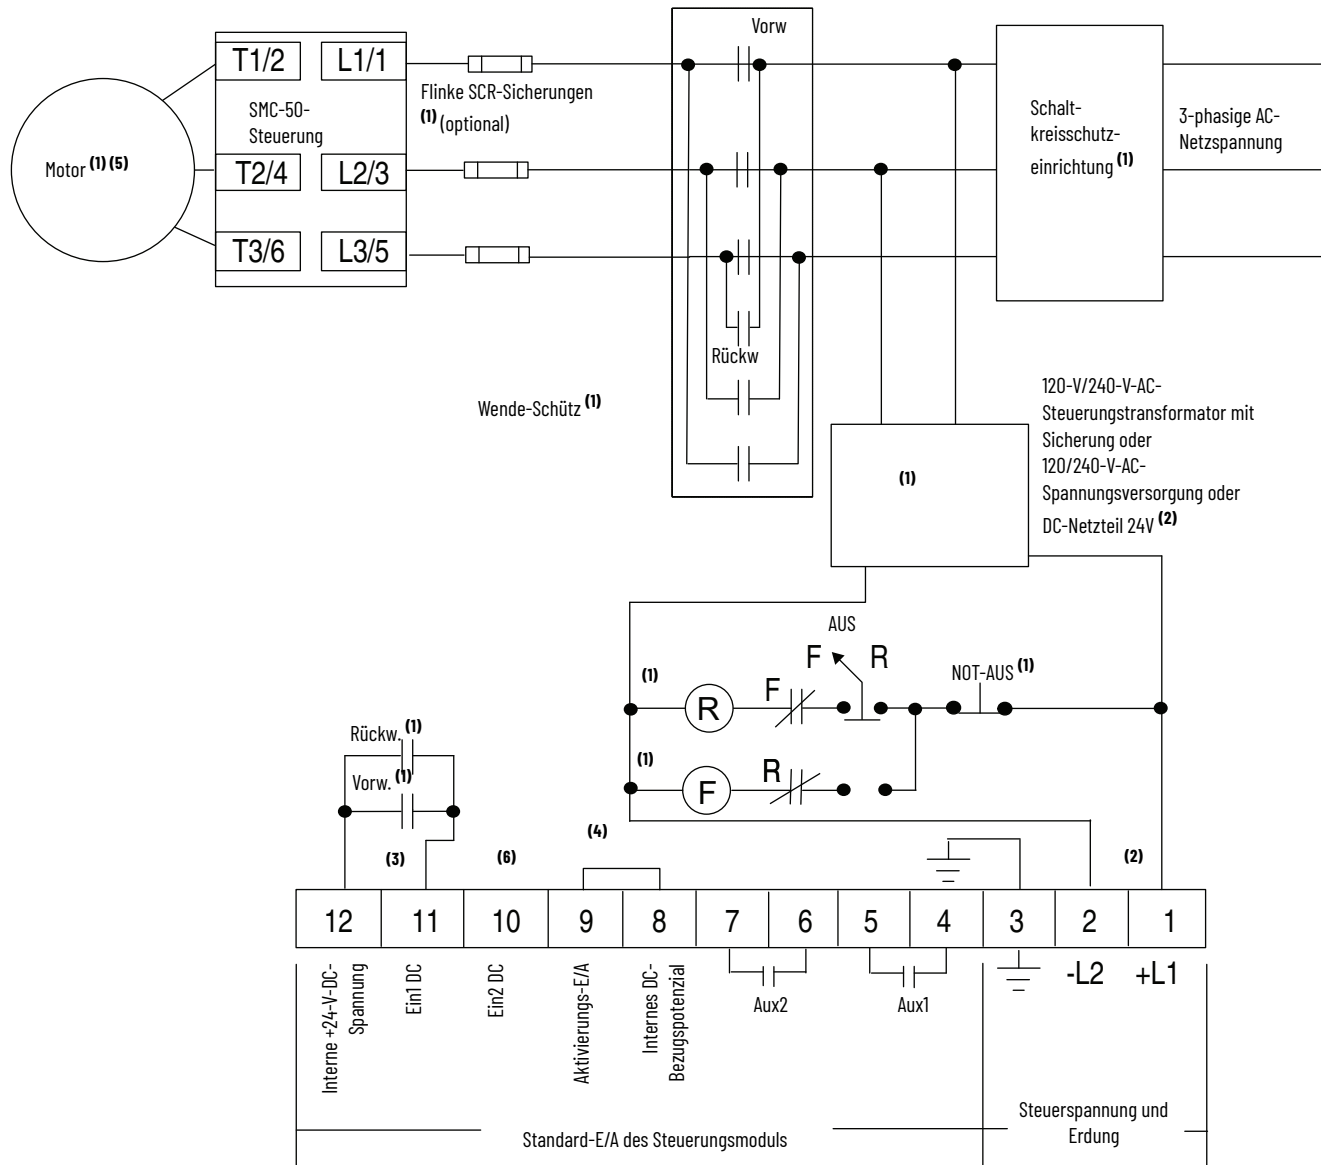 Vorw
T1/2
L1/1
Flinke SCR-Sicherungen
(1) (optional)
SMC-50-
Steuerung
Schalt-
kreisschutz-
einrichtung (1)
3-phasige AC-
Netzspannung
Motor (1) (5)
T2/4
L2/3
T3/6
L3/5
Rückw
Wende-Schütz (1)
120-V/240-V-AC-
Steuerungstransformator mit
Sicherung oder
120/240-V-AC-
Spannungsversorgung oder
DC-Netzteil 24V (2)
(1)
AUS
F
R
NOT-AUS (1)
(1)
R
F
(1)
F
R
Rückw. (1)
Vorw. (1)
(3)
(6)
(4)
(2)
12
11
10
9
8
7
6
5
4
3
2
1
-L2
+L1
Interne +24-V-DC-
Spannung
Ein1 DC
Ein2 DC
Aktivierungs-E/A
Internes DC-
Bezugspotenzial
Aux2
Aux1
Standard-E/A des Steuerungsmoduls
Steuerspannung und
Erdung